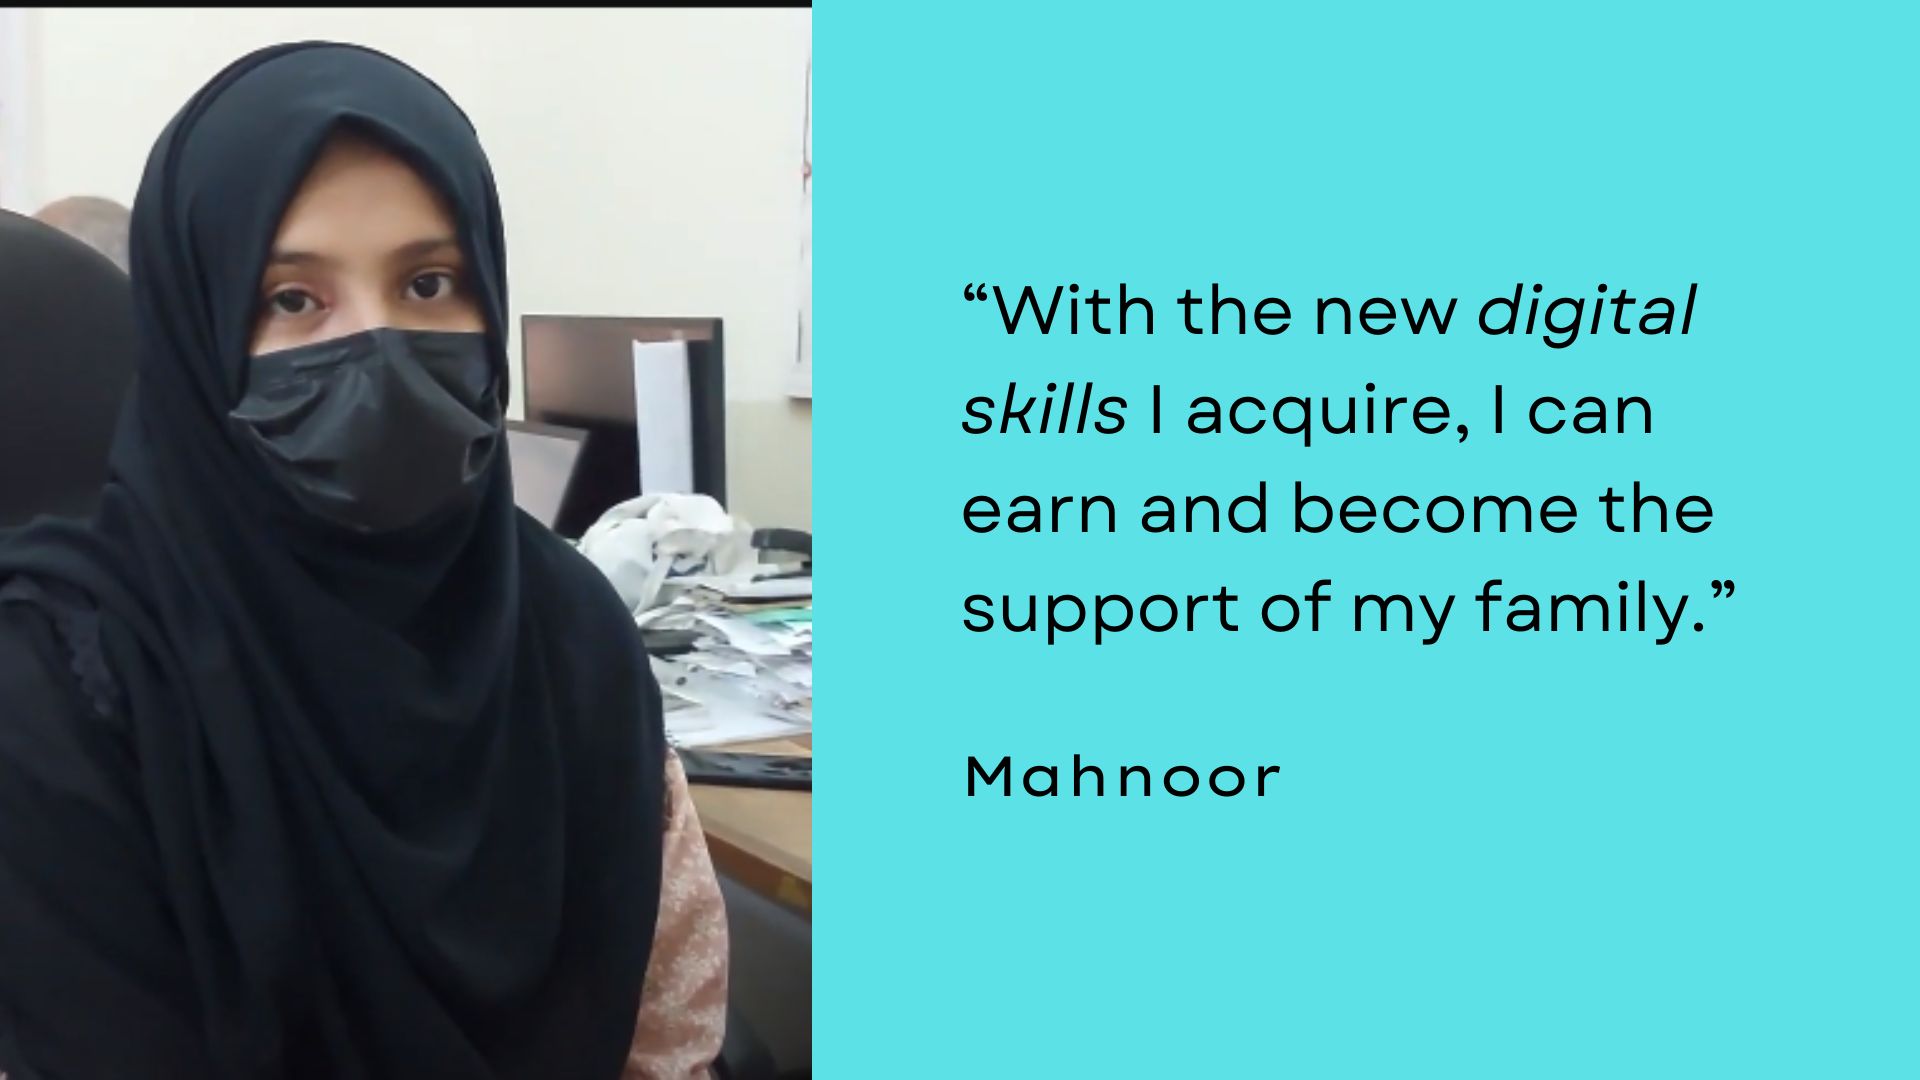 “With the new digital
skills I acquire, I can
earn and become the
support of my family.”
Mahnoor